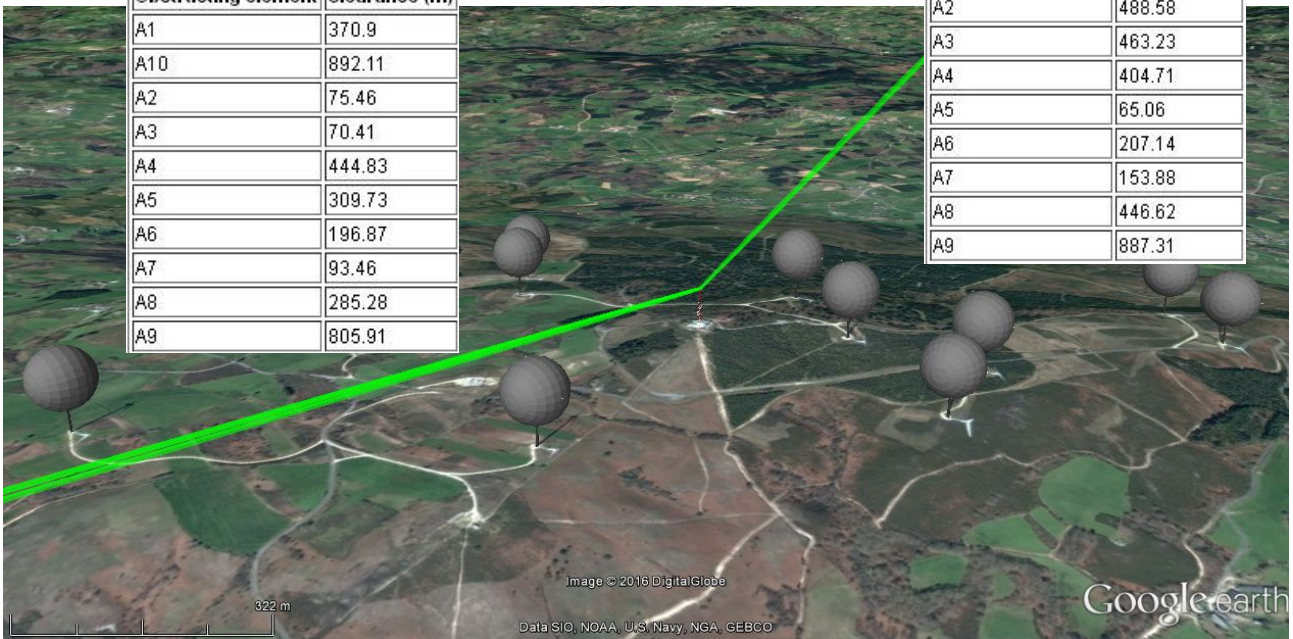 Obstructing element Clearance (m)
A1 370.9
A10 892.11
A2 75.46
A3 70.41
A4 444.83
A5 309.73
A6 196.87
A7 93.46
A8 285.28
A9 805.91
A2 488.58
A3 463.23
A4 404.71
A5 65.06
A6 207.14
A7 153.88
A8 446.62
A9 887.31
Image © 2016 DigitalGlobe
322 m
Data SIO, NOAA, U.S. Navy, NGA, GEBCO
Google earth